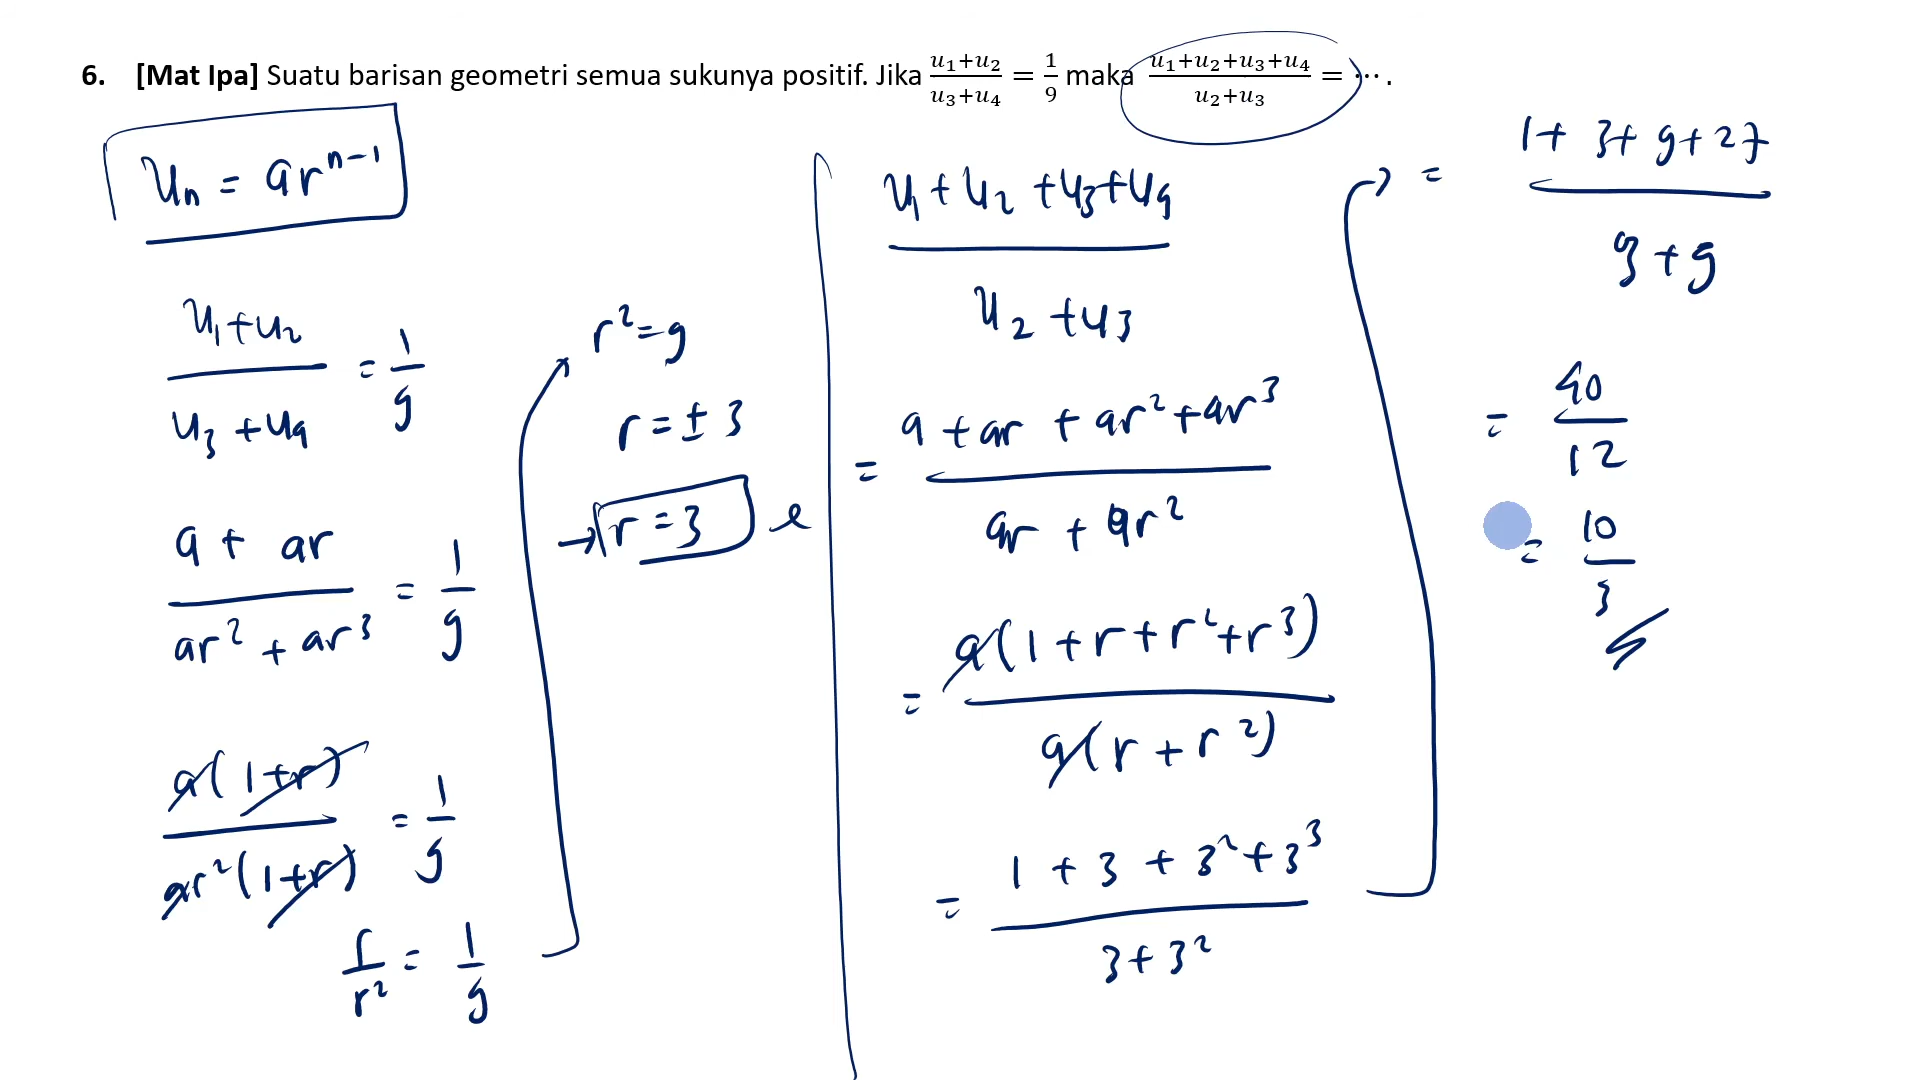 6. [Mat Ipa] Suatu barisan geometri semua sukunya positif. Jika (u₁+u₂)/(u₃+u₄) = 1/9 maka (u₁+u₂+u₃+u₄)/(u₂+u₃) = ⋯.
Uₙ = arⁿ⁻¹
(U₁+U₂)/(U₃+U₄) = 1/9
(a + ar)/(ar² + ar³) = 1/9
a(1+r)/ar²(1+r) = 1/9
1/r² = 1/9
r² = 9
r = ± 3
→ r = 3
(U₁+U₂+U₃+U₄)/(U₂+U₃)
= (a + ar + ar² + ar³)/(ar + ar²)
= a(1+r+r²+r³)/a(r+r²)
= (1 + 3 + 3² + 3³)/(3+3²)
= (1+ 3+ 9+ 27)/(3+9)
= 40/12
= 10/3